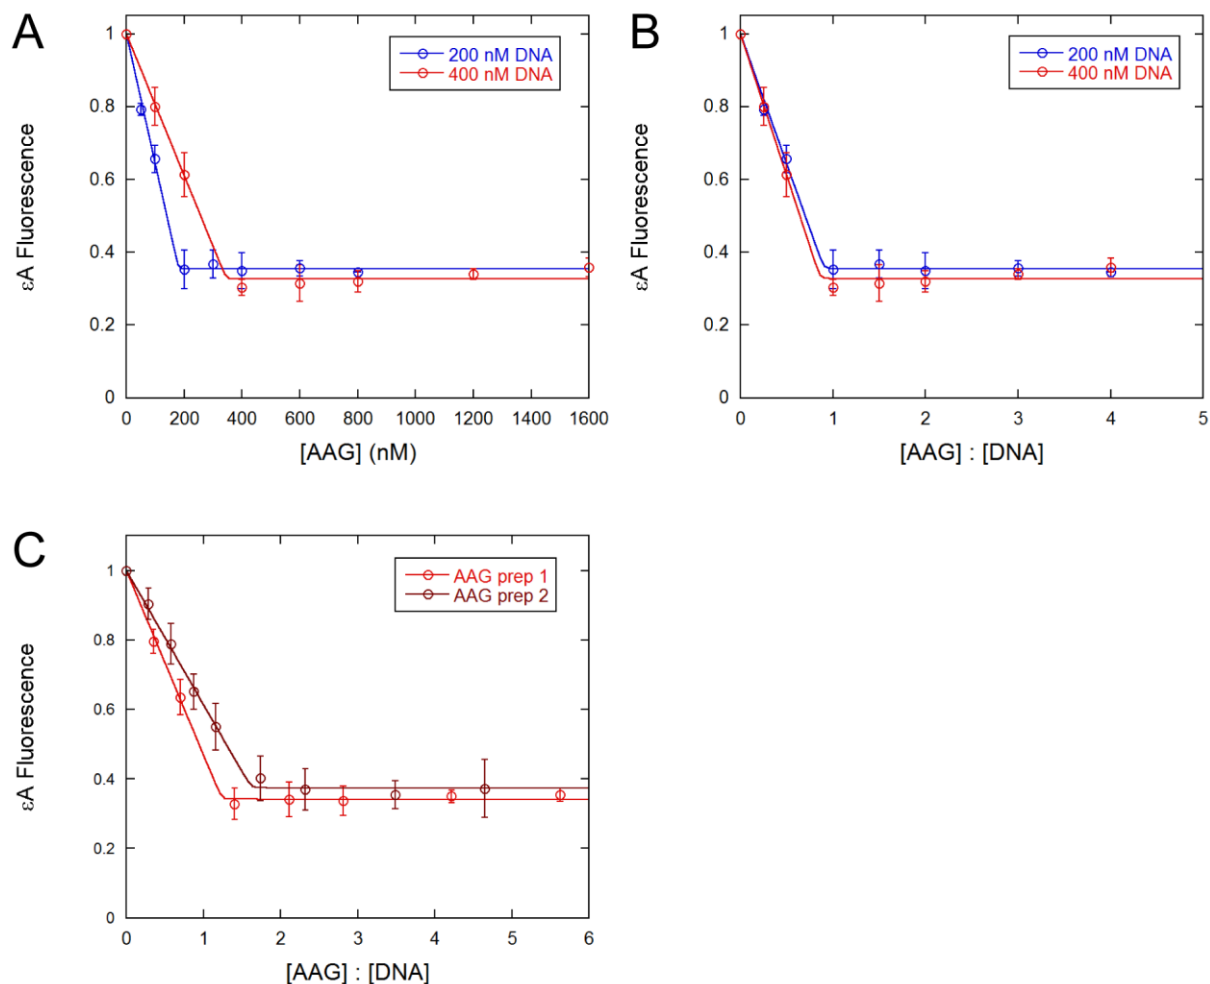 A
1
0.8
0.6
0.4
0.2
0
εA Fluorescence
200 nM DNA
400 nM DNA
0 200 400 600 800 1000 1200 1400 1600
[AAG] (nM)
B
1
0.8
0.6
0.4
0.2
0
εA Fluorescence
200 nM DNA
400 nM DNA
0 1 2 3 4 5
[AAG] : [DNA]
C
1
0.8
0.6
0.4
0.2
0
εA Fluorescence
AAG prep 1
AAG prep 2
0 1 2 3 4 5 6
[AAG] : [DNA]